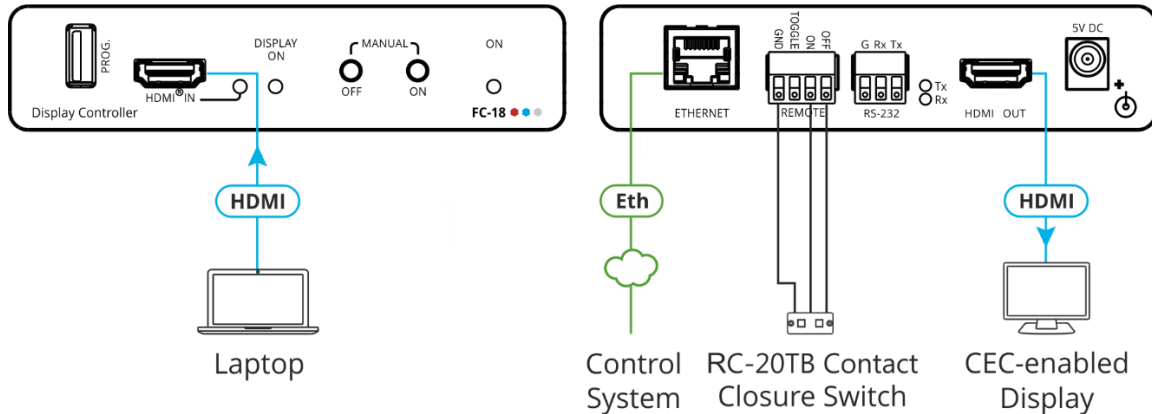 PROG.
HDMI® IN
DISPLAY
ON
MANUAL
OFF
ON
ON
Display Controller
FC-18
HDMI
Laptop
ETHERNET
GND
TOGGLE
ON
OFF
REMOTE
G Rx Tx
RS-232
Tx
Rx
HDMI OUT
5V DC
+
Eth
HDMI
Control
System
RC-20TB Contact
Closure Switch
CEC-enabled
Display